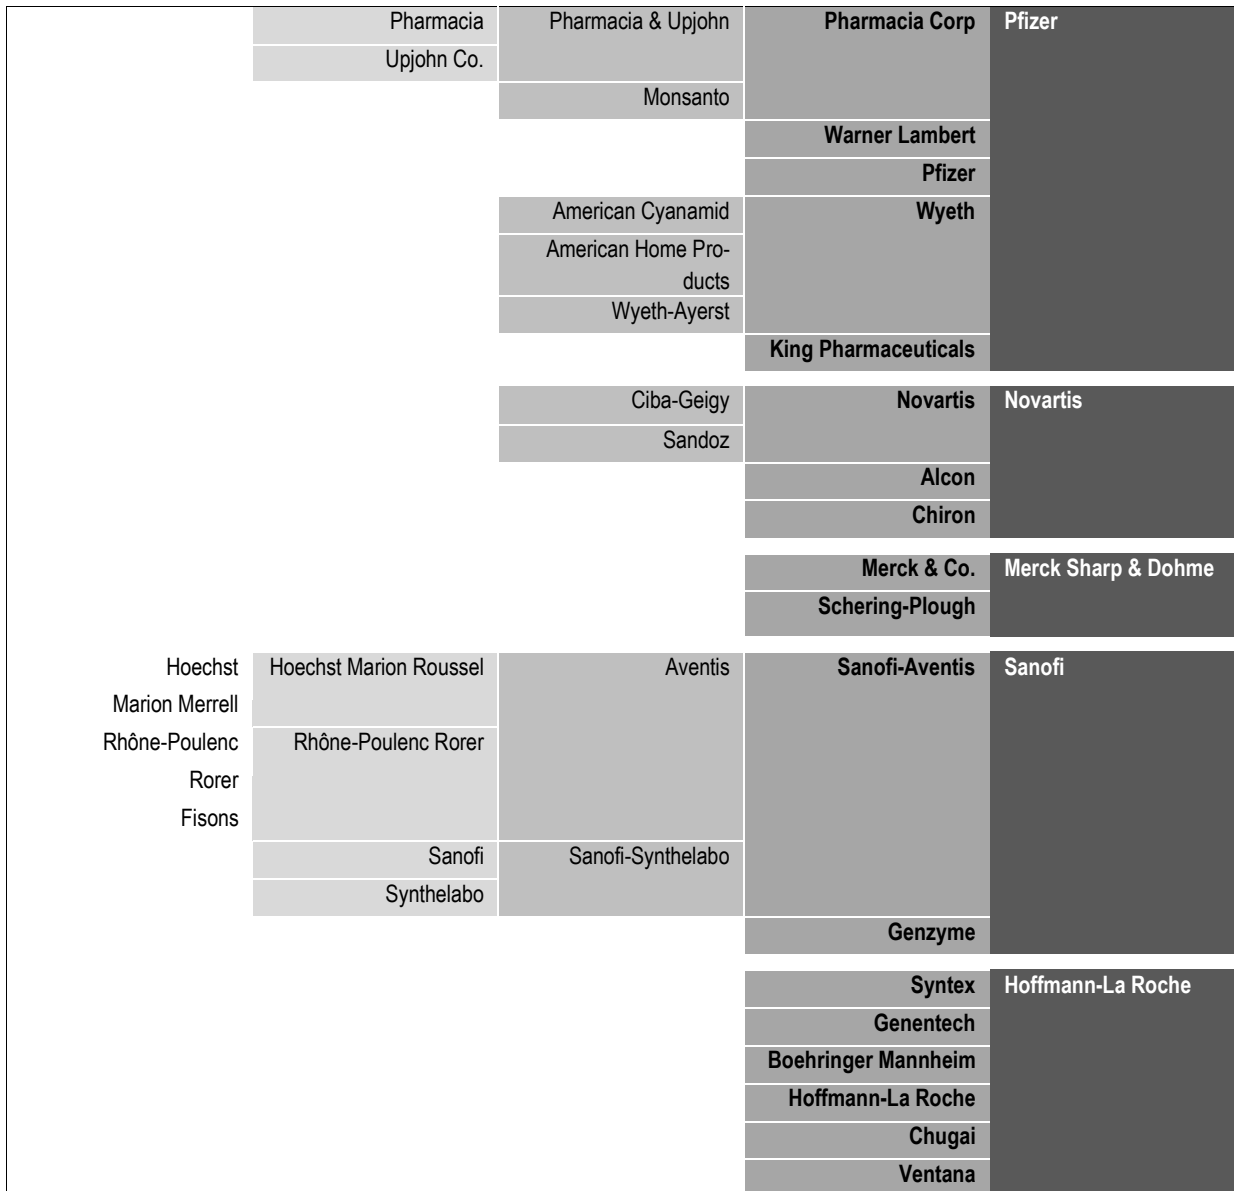 Pharmacia Pharmacia & Upjohn Pharmacia Corp Pfizer
Upjohn Co.
Monsanto
Warner Lambert
Pfizer
American Cyanamid Wyeth
American Home Pro-
ducts
Wyeth-Ayerst
King Pharmaceuticals
Ciba-Geigy Novartis Novartis
Sandoz
Alcon
Chiron
Merck & Co. Merck Sharp & Dohme
Schering-Plough
Hoechst Hoechst Marion Roussel Aventis Sanofi-Aventis Sanofi
Marion Merrell
Rhône-Poulenc Rhône-Poulenc Rorer
Rorer
Fisons
Sanofi Sanofi-Synthelabo
Synthelabo
Genzyme
Syntex Hoffmann-La Roche
Genentech
Boehringer Mannheim
Hoffmann-La Roche
Chugai
Ventana